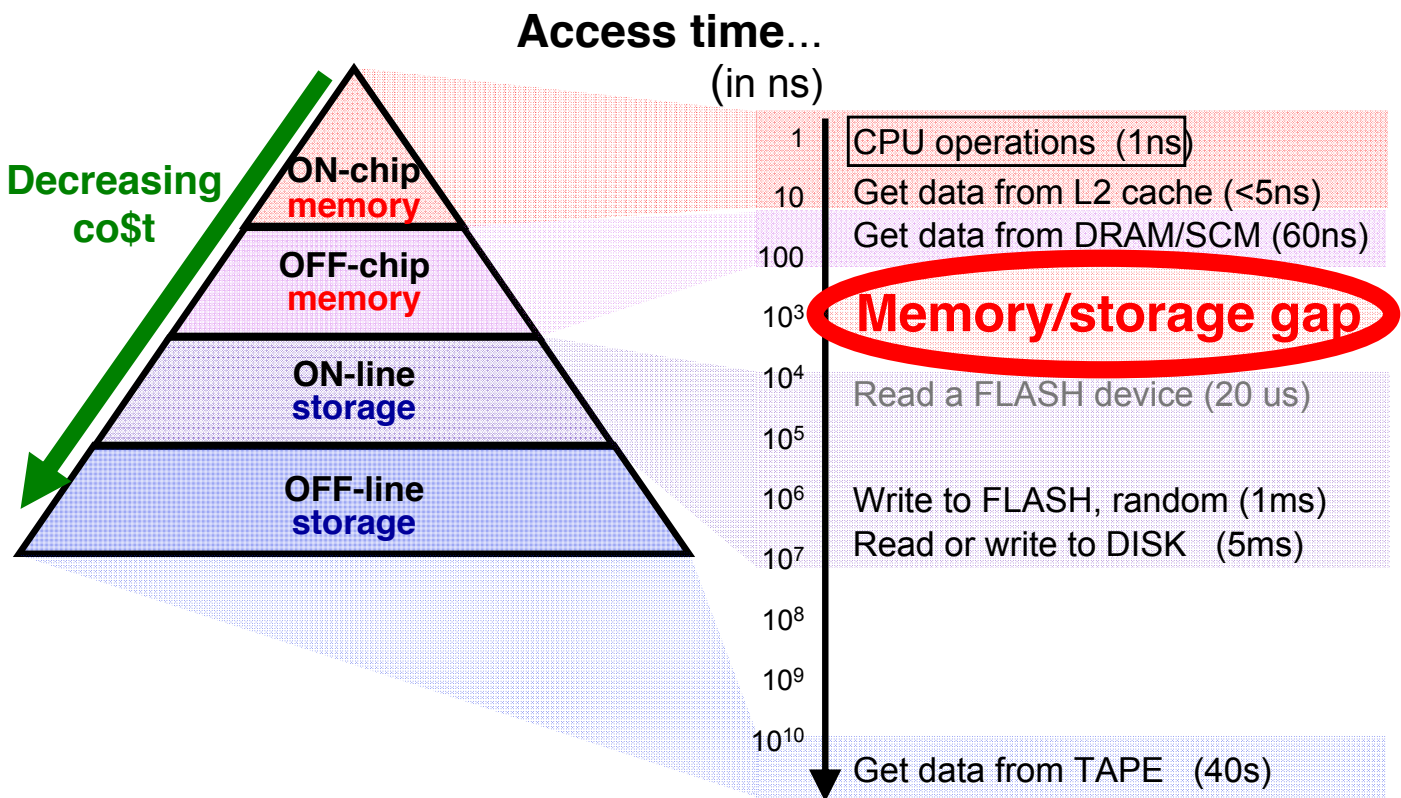 Access time...
(in ns)
Decreasing
co$t
ON-chip
memory
OFF-chip
memory
ON-line
storage
OFF-line
storage
1
CPU operations (1ns)
10
Get data from L2 cache (<5ns)
Get data from DRAM/SCM (60ns)
100
10³
Memory/storage gap
10⁴
Read a FLASH device (20 us)
10⁵
10⁶
Write to FLASH, random (1ms)
Read or write to DISK (5ms)
10⁷
10⁸
10⁹
10¹⁰
Get data from TAPE (40s)